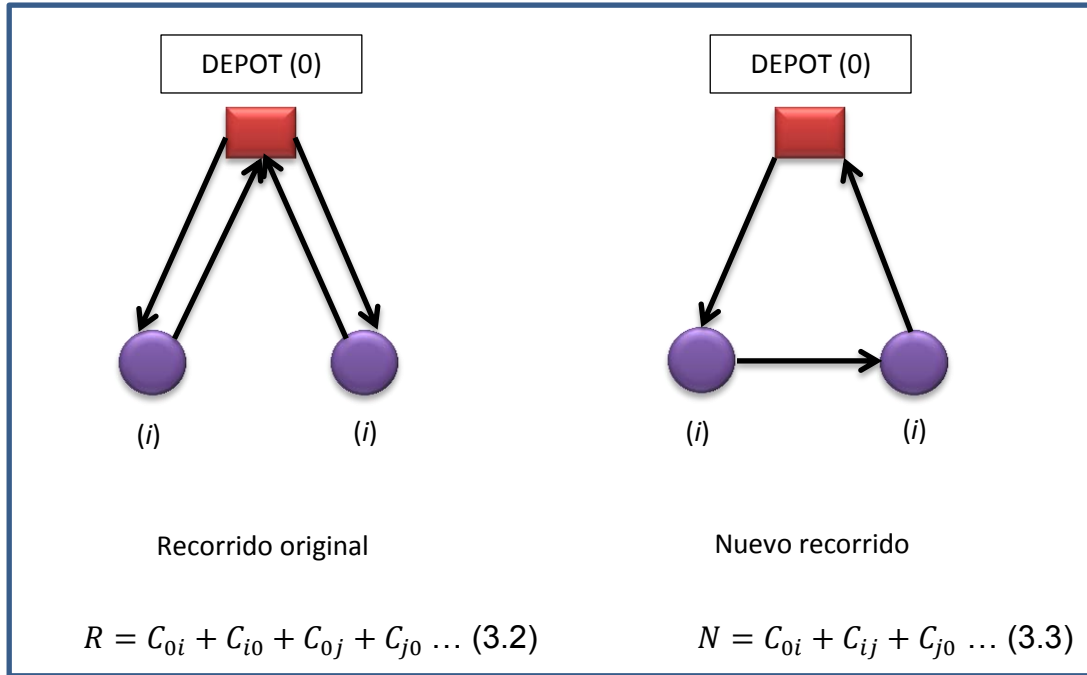 DEPOT (0)
DEPOT (0)
(i)
(i)
(i)
(i)
Recorrido original
Nuevo recorrido
R = C₀ᵢ + Cᵢ₀ + C₀ⱼ + Cⱼ₀ … (3.2)
N = C₀ᵢ + Cᵢⱼ + Cⱼ₀ … (3.3)